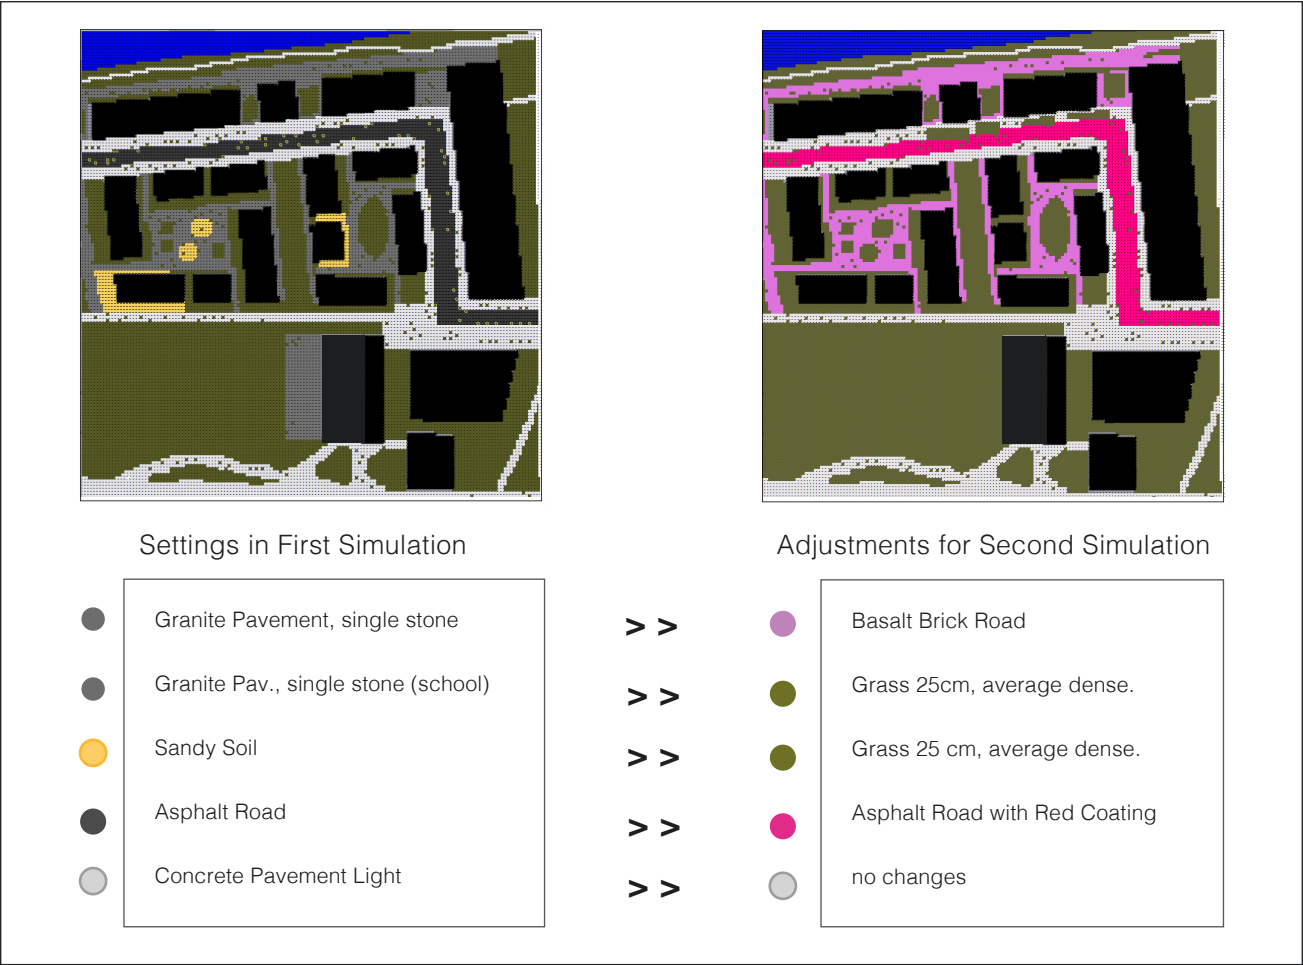 Settings in First Simulation
Adjustments for Second Simulation
Granite Pavement, single stone
>>
Basalt Brick Road
Granite Pav., single stone (school)
>>
Grass 25cm, average dense.
Sandy Soil
>>
Grass 25 cm, average dense.
Asphalt Road
>>
Asphalt Road with Red Coating
Concrete Pavement Light
>>
no changes